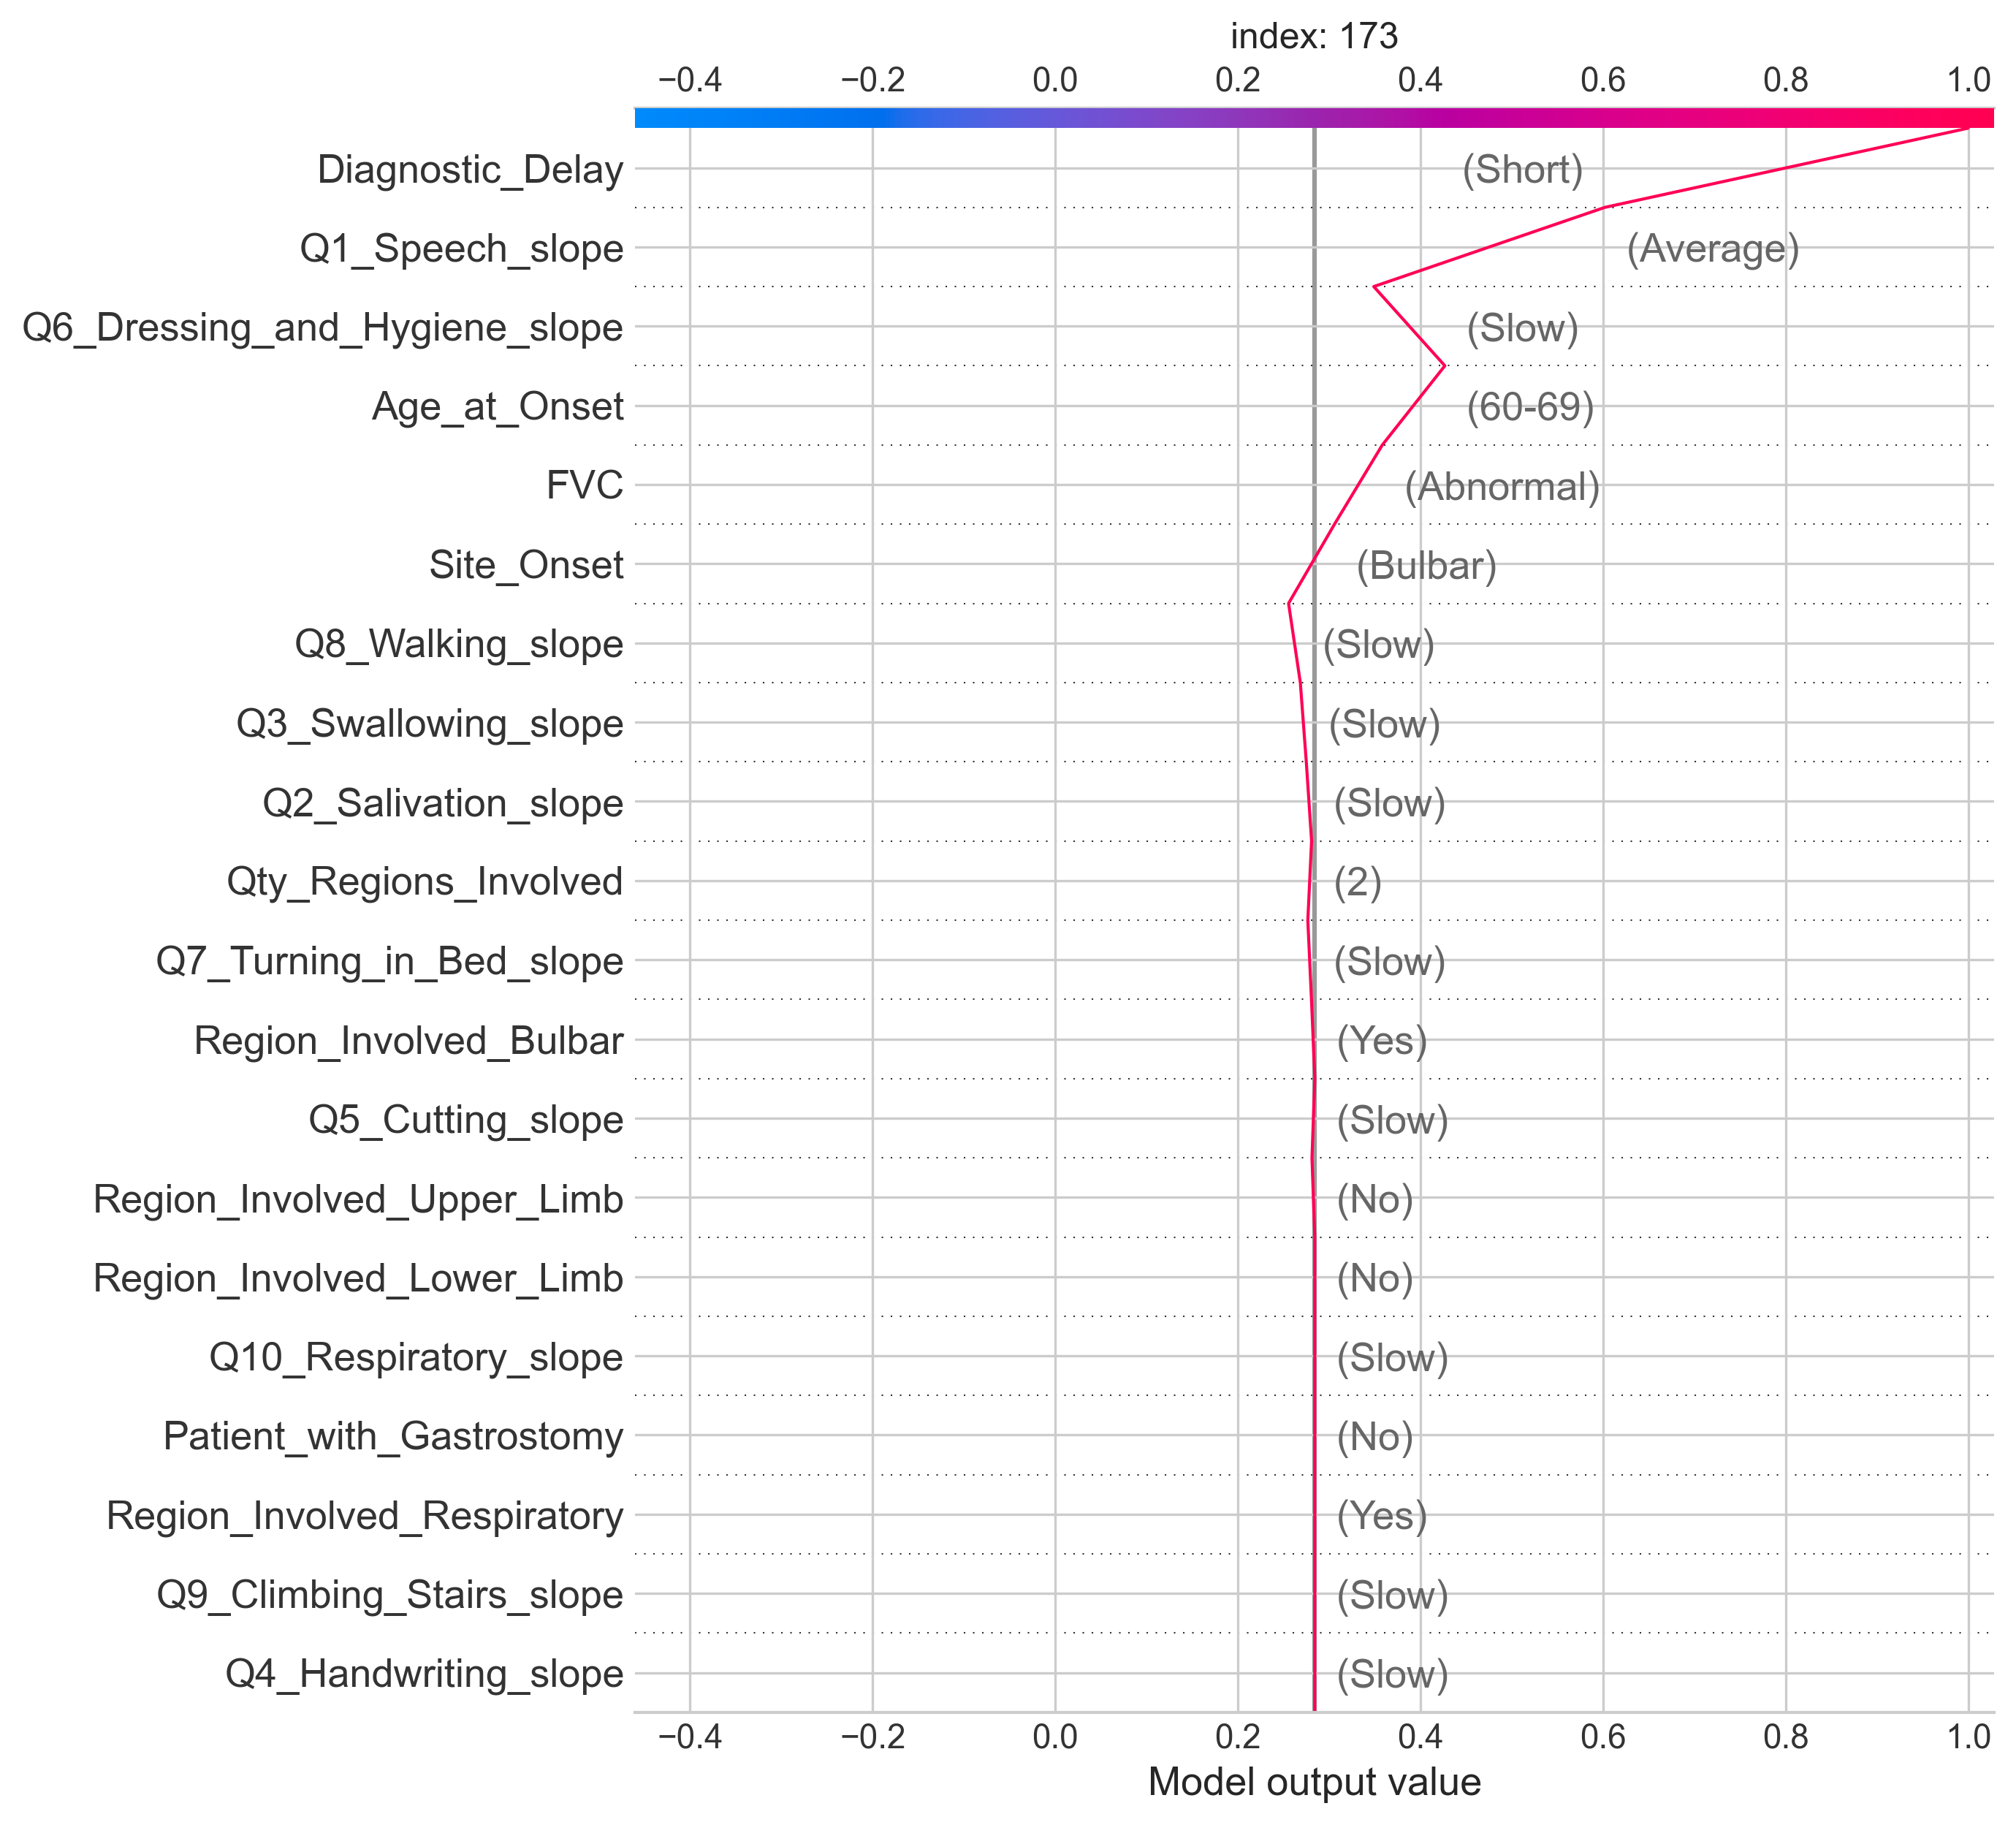 index: 173
−0.4 −0.2 0.0 0.2 0.4 0.6 0.8 1.0
Diagnostic_Delay (Short)
Q1_Speech_slope (Average)
Q6_Dressing_and_Hygiene_slope (Slow)
Age_at_Onset (60-69)
FVC (Abnormal)
Site_Onset (Bulbar)
Q8_Walking_slope (Slow)
Q3_Swallowing_slope (Slow)
Q2_Salivation_slope (Slow)
Qty_Regions_Involved (2)
Q7_Turning_in_Bed_slope (Slow)
Region_Involved_Bulbar (Yes)
Q5_Cutting_slope (Slow)
Region_Involved_Upper_Limb (No)
Region_Involved_Lower_Limb (No)
Q10_Respiratory_slope (Slow)
Patient_with_Gastrostomy (No)
Region_Involved_Respiratory (Yes)
Q9_Climbing_Stairs_slope (Slow)
Q4_Handwriting_slope (Slow)
−0.4 −0.2 0.0 0.2 0.4 0.6 0.8 1.0
Model output value